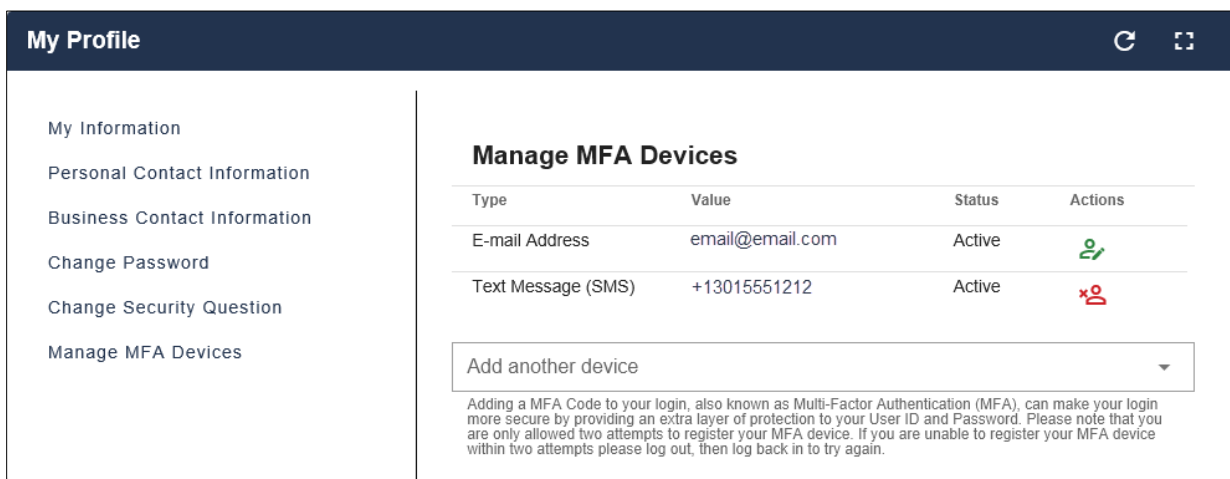 My Profile
My Information
Personal Contact Information
Business Contact Information
Change Password
Change Security Question
Manage MFA Devices
Manage MFA Devices
Type Value Status Actions
E-mail Address email@email.com Active
Text Message (SMS) +13015551212 Active
Add another device
Adding a MFA Code to your login, also known as Multi-Factor Authentication (MFA), can make your login
more secure by providing an extra layer of protection to your User ID and Password. Please note that you
are only allowed two attempts to register your MFA device. If you are unable to register your MFA device
within two attempts please log out, then log back in to try again.